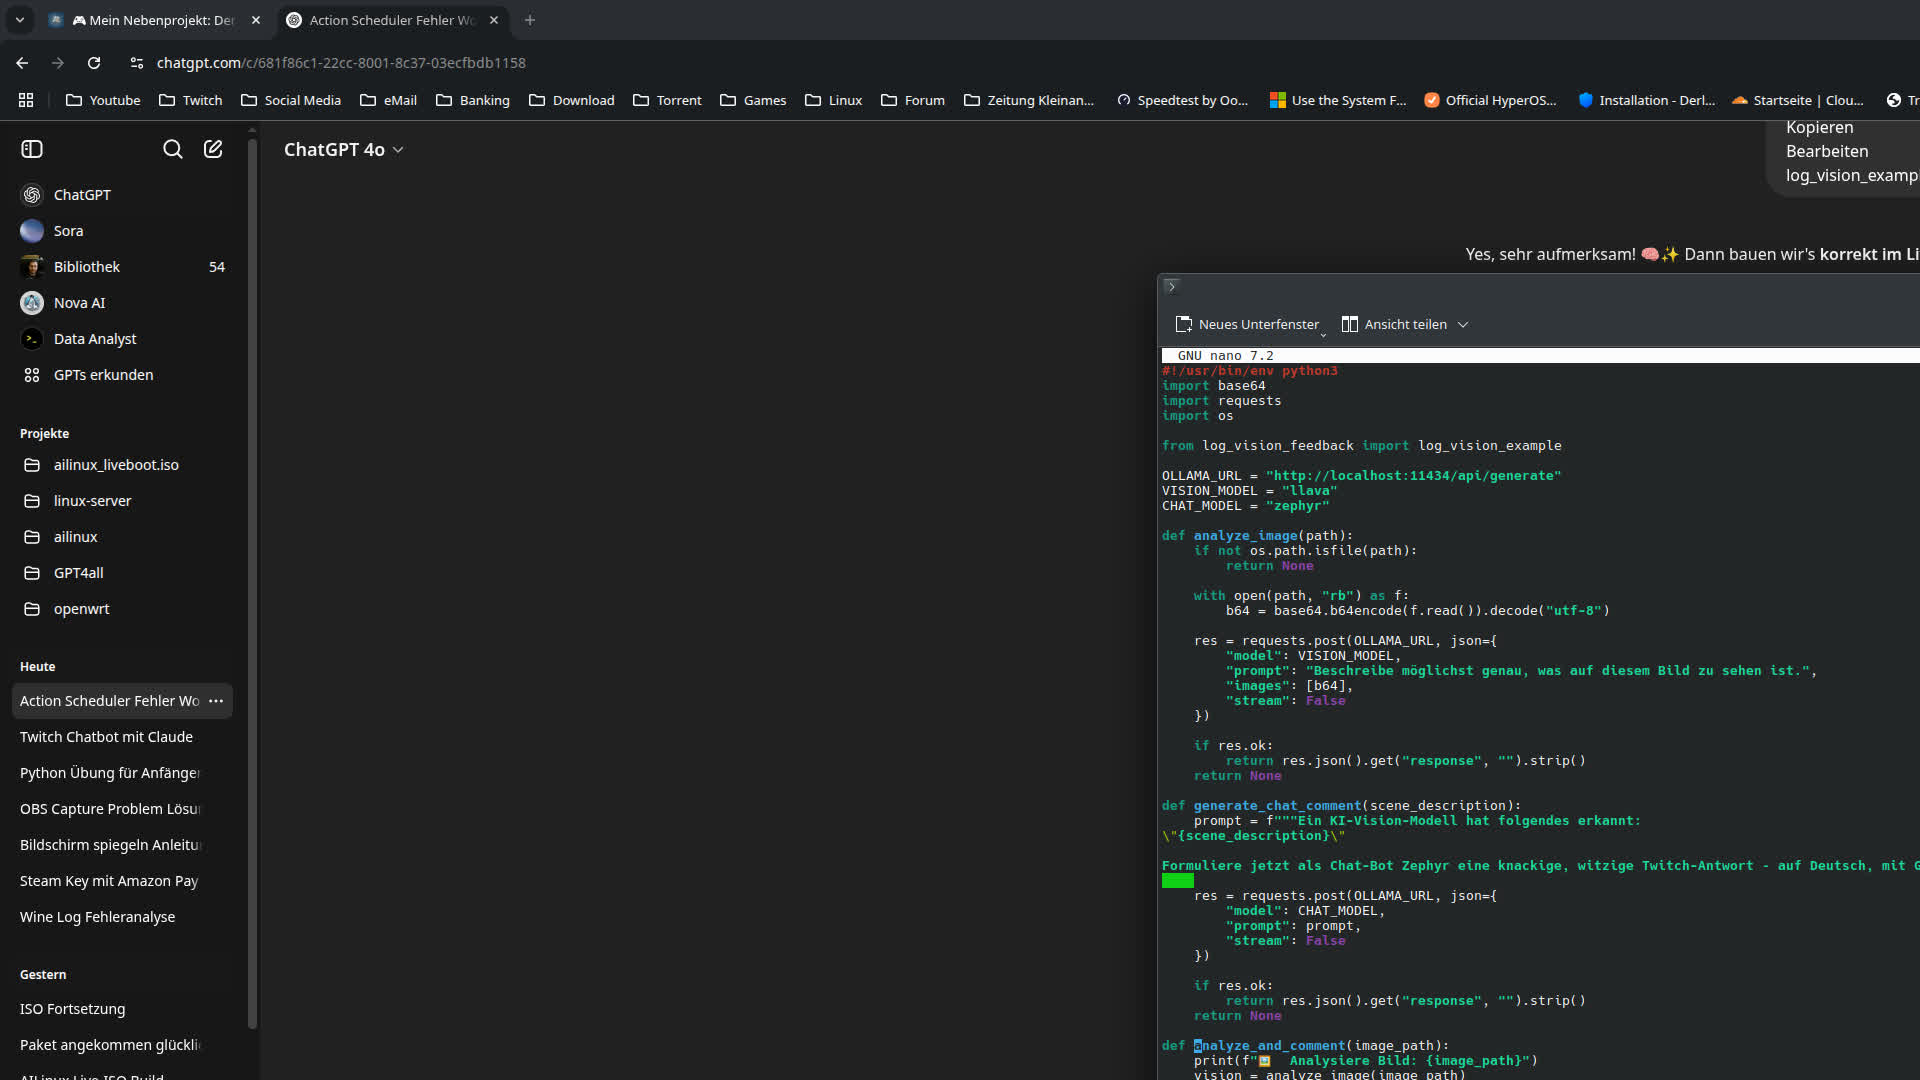 🎮 Mein Nebenprojekt: De
Action Scheduler Fehler Wo
chatgpt.com/c/681f86c1-22cc-8001-8c37-03ecfbdb1158
Youtube
Twitch
Social Media
eMail
Banking
Download
Torrent
Games
Linux
Forum
Zeitung Kleinan...
Speedtest by Oo...
Use the System F...
Official HyperOS...
Installation - Derl...
Startseite | Clou...
Tr
ChatGPT 4o
ChatGPT
Sora
Bibliothek 54
Nova AI
Data Analyst
GPTs erkunden
Projekte
ailinux_liveboot.iso
linux-server
ailinux
GPT4all
openwrt
Heute
Action Scheduler Fehler Wo
Twitch Chatbot mit Claude
Python Übung für Anfänger
OBS Capture Problem Lösu
Bildschirm spiegeln Anleitu
Steam Key mit Amazon Pay
Wine Log Fehleranalyse
Gestern
ISO Fortsetzung
Paket angekommen glückli
AILinux Live ISO Build
Kopieren
Bearbeiten
log_vision_examp
Yes, sehr aufmerksam! 🧠✨ Dann bauen wir's korrekt im Li
Neues Unterfenster
Ansicht teilen
GNU nano 7.2
#!/usr/bin/env python3
import base64
import requests
import os
from log_vision_feedback import log_vision_example
OLLAMA_URL = "http://localhost:11434/api/generate"
VISION_MODEL = "llava"
CHAT_MODEL = "zephyr"
def analyze_image(path):
if not os.path.isfile(path):
return None
with open(path, "rb") as f:
b64 = base64.b64encode(f.read()).decode("utf-8")
res = requests.post(OLLAMA_URL, json={
"model": VISION_MODEL,
"prompt": "Beschreibe möglichst genau, was auf diesem Bild zu sehen ist.",
"images": [b64],
"stream": False
})
if res.ok:
return res.json().get("response", "").strip()
return None
def generate_chat_comment(scene_description):
prompt = f"""Ein KI-Vision-Modell hat folgendes erkannt:
\"{scene_description}\"
Formuliere jetzt als Chat-Bot Zephyr eine knackige, witzige Twitch-Antwort - auf Deutsch, mit G
res = requests.post(OLLAMA_URL, json={
"model": CHAT_MODEL,
"prompt": prompt,
"stream": False
})
if res.ok:
return res.json().get("response", "").strip()
return None
def analyze_and_comment(image_path):
print(f"🖼️ Analysiere Bild: {image_path}")
vision = analyze_image(image_path)